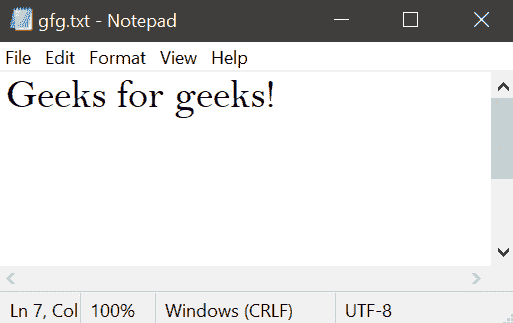 gfg.txt - Notepad
File Edit Format View Help
Geeks for geeks!
Ln 7, Col 100% Windows (CRLF) UTF-8